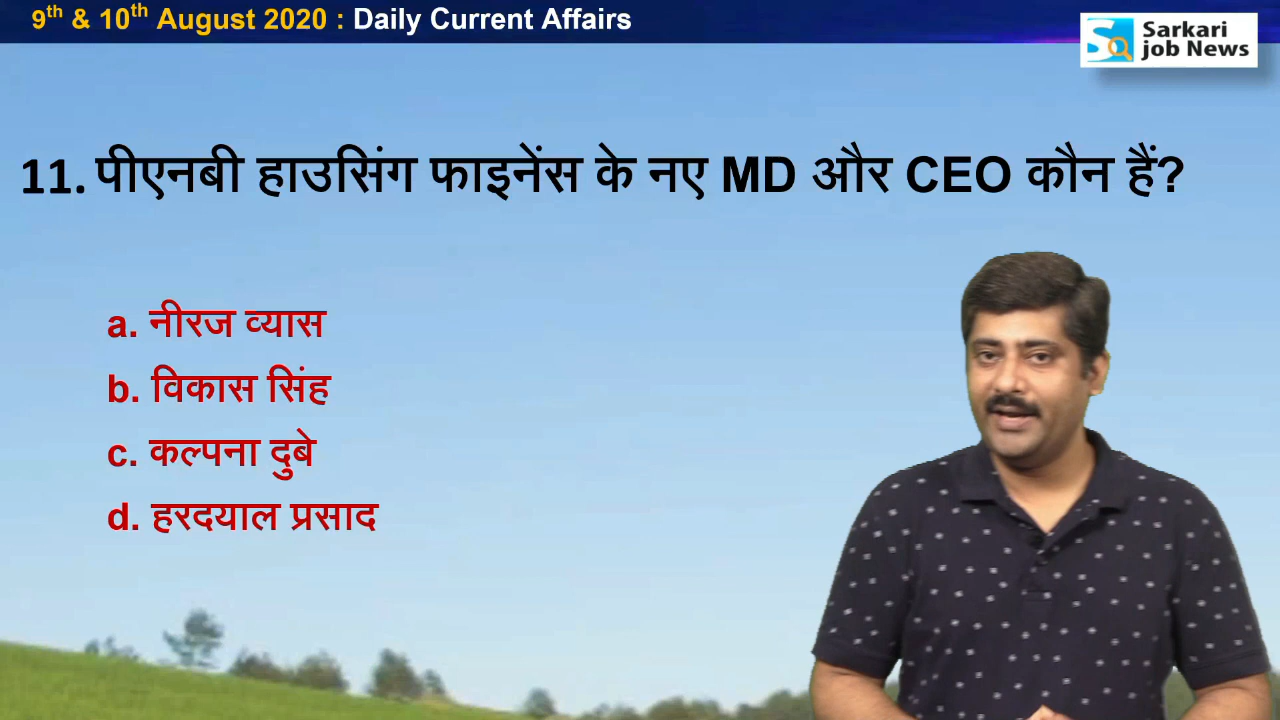 9th & 10th August 2020 : Daily Current Affairs
Sarkari
job News
11. पीएनबी हाउसिंग फाइनेंस के नए MD और CEO कौन हैं?
a. नीरज व्यास
b. विकास सिंह
c. कल्पना दुबे
d. हरदयाल प्रसाद